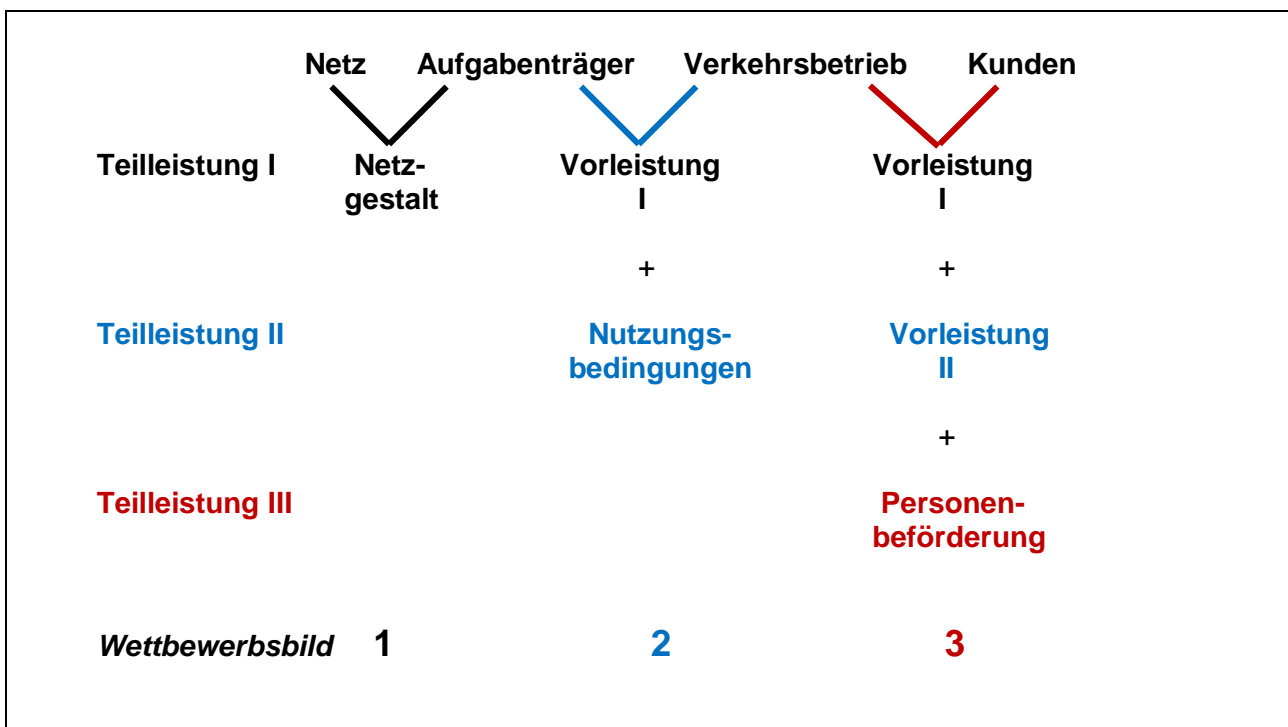 Netz Aufgabenträger Verkehrsbetrieb Kunden
Teilleistung I Netz- Vorleistung Vorleistung
gestalt I I
+ +
Teilleistung II Nutzungs- Vorleistung
bedingungen II
+
Teilleistung III Personen-
beförderung
Wettbewerbsbild 1 2 3